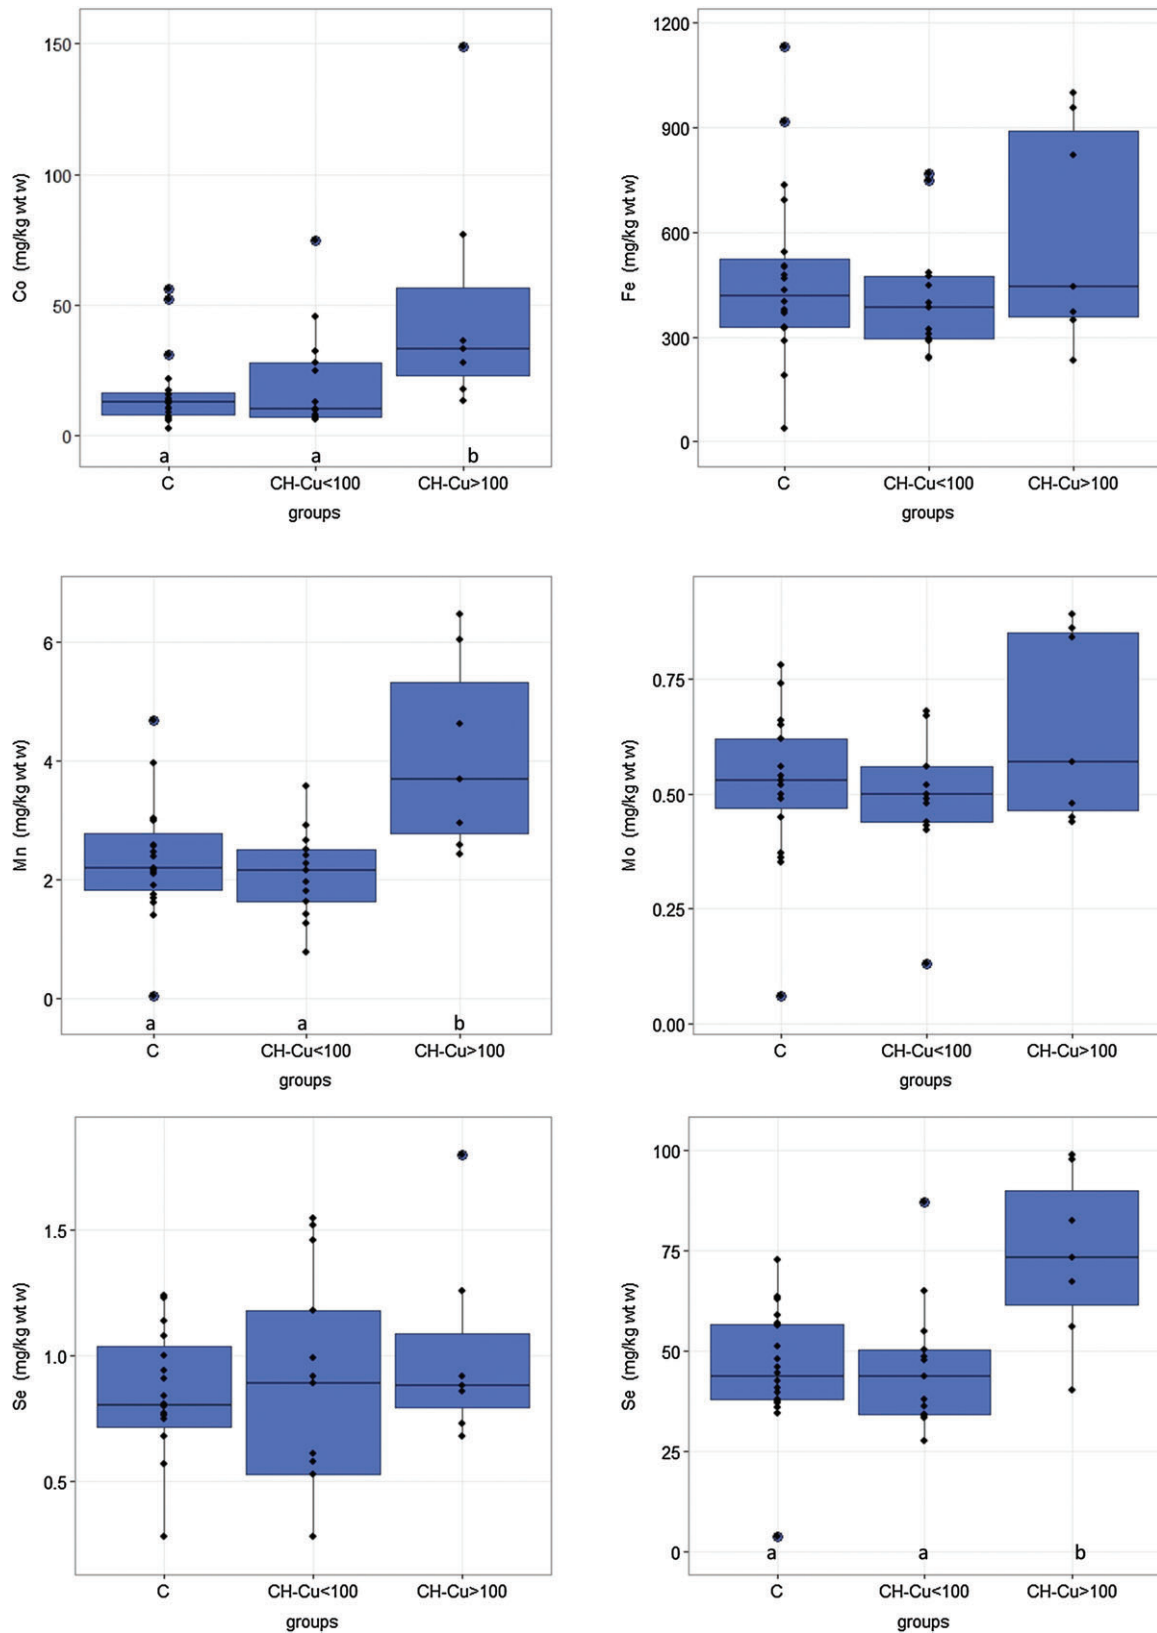 Co (mg/kg wt w)
150
100
50
0
a a b
C CH-Cu<100 CH-Cu>100
groups
Fe (mg/kg wt w)
1200
900
600
300
0
C CH-Cu<100 CH-Cu>100
groups
Mn (mg/kg wt w)
6
4
2
0
a a b
C CH-Cu<100 CH-Cu>100
groups
Mo (mg/kg wt w)
0.75
0.50
0.25
0.00
C CH-Cu<100 CH-Cu>100
groups
Se (mg/kg wt w)
1.5
1.0
0.5
C CH-Cu<100 CH-Cu>100
groups
Se (mg/kg wt w)
100
75
50
25
0
a a b
C CH-Cu<100 CH-Cu>100
groups